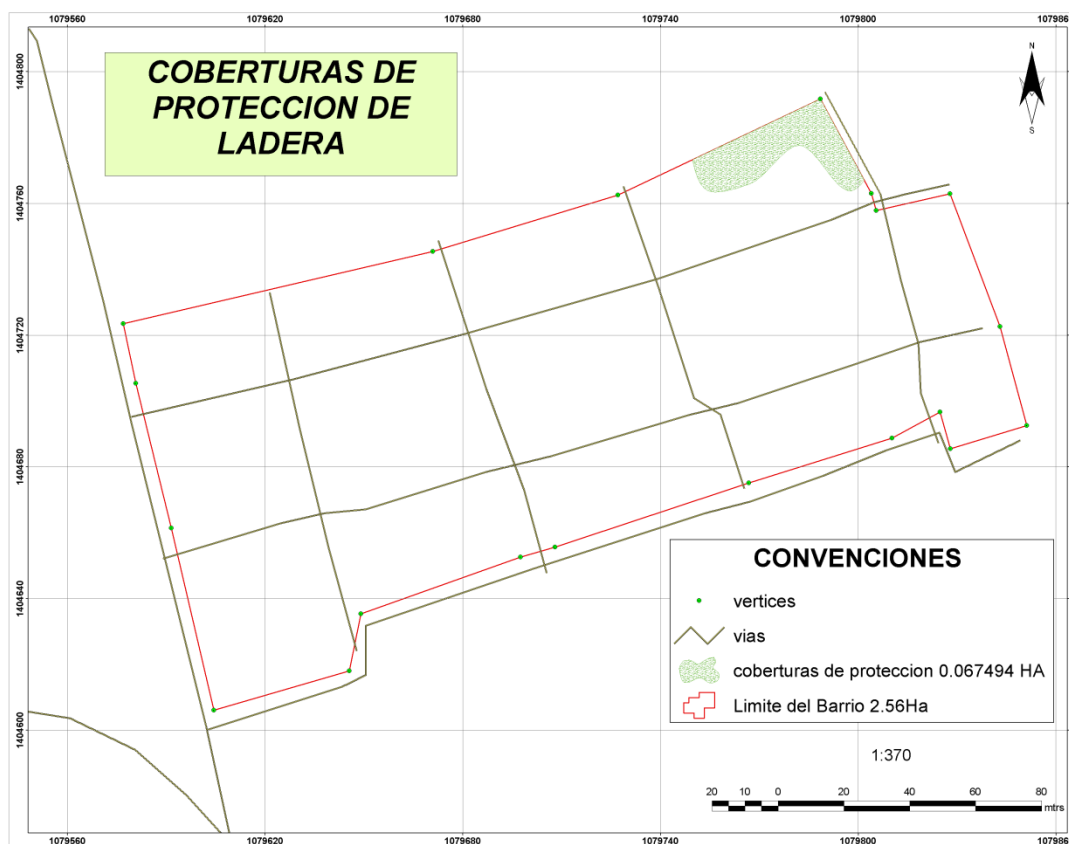 1079560 1079620 1079680 1079740 1079800 1079986
1404800
1404760
1404720
1404680
1404640
1404600
COBERTURAS DE
PROTECCION DE
LADERA
N
S
CONVENCIONES
vertices
vias
coberturas de proteccion 0.067494 HA
Limite del Barrio 2.56Ha
1:370
20 10 0 20 40 60 80
mtrs
1079560 1079620 1079680 1079740 1079800 1079986